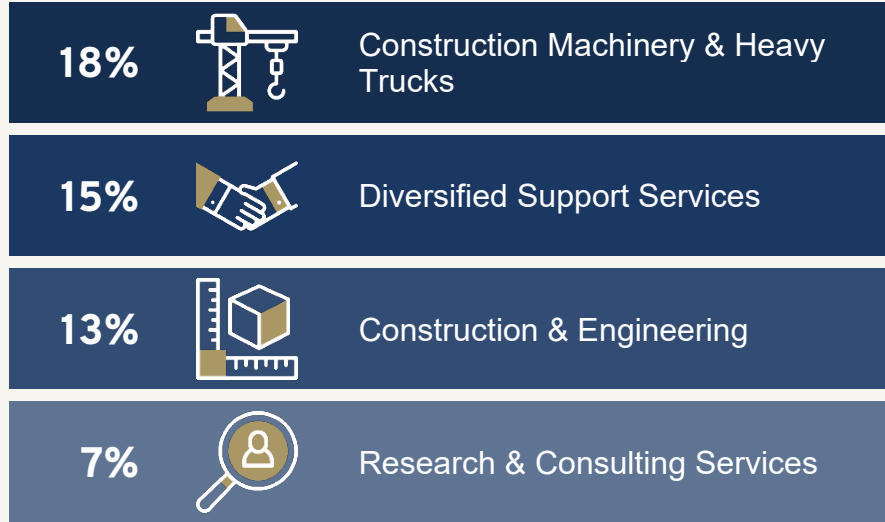 18%
Construction Machinery & Heavy
Trucks
15%
Diversified Support Services
13%
Construction & Engineering
7%
Research & Consulting Services